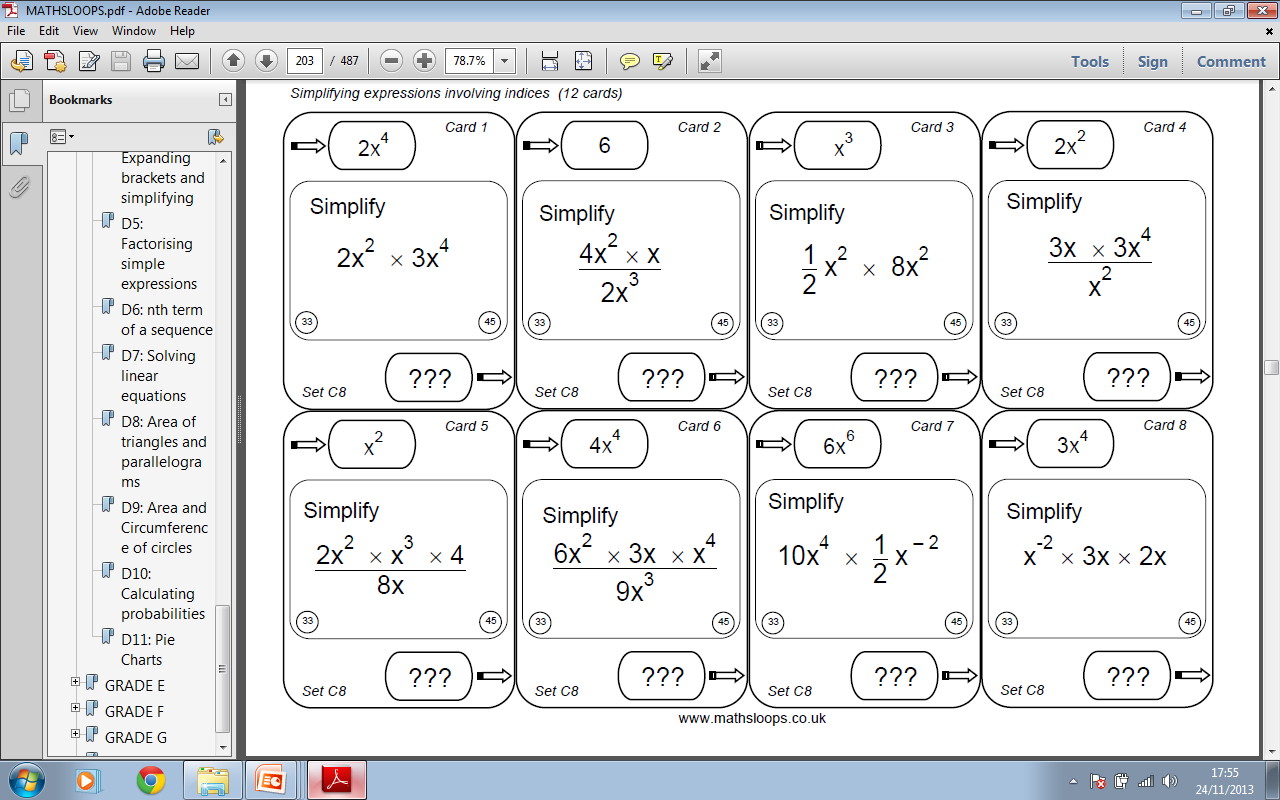 MATHSLOOPS.pdf - Adobe Reader
File Edit View Window Help
203 / 487 78.7% Tools Sign Comment
Bookmarks
Expanding
brackets and
simplifying
D5:
Factorising
simple
expressions
D6: nth term
of a sequence
D7: Solving
linear
equations
D8: Area of
triangles and
parallelogra
ms
D9: Area and
Circumferenc
e of circles
D10:
Calculating
probabilities
D11: Pie
Charts
GRADE E
GRADE F
GRADE G
Simplifying expressions involving indices (12 cards)
2x⁴ Card 1
Simplify
2x² × 3x⁴
33 45
Set C8 ???
6 Card 2
Simplify
4x² × x
2x³
33 45
Set C8 ???
x³ Card 3
Simplify
1/2 x² × 8x²
33 45
Set C8 ???
2x² Card 4
Simplify
3x × 3x⁴
x²
33 45
Set C8 ???
x² Card 5
Simplify
2x² × x³ × 4
8x
33 45
Set C8 ???
4x⁴ Card 6
Simplify
6x² × 3x × x⁴
9x³
33 45
Set C8 ???
6x⁶ Card 7
Simplify
10x⁴ × 1/2 x⁻²
33 45
Set C8 ???
3x⁴ Card 8
Simplify
x⁻² × 3x × 2x
33 45
Set C8 ???
www.mathsloops.co.uk
17:55
24/11/2013